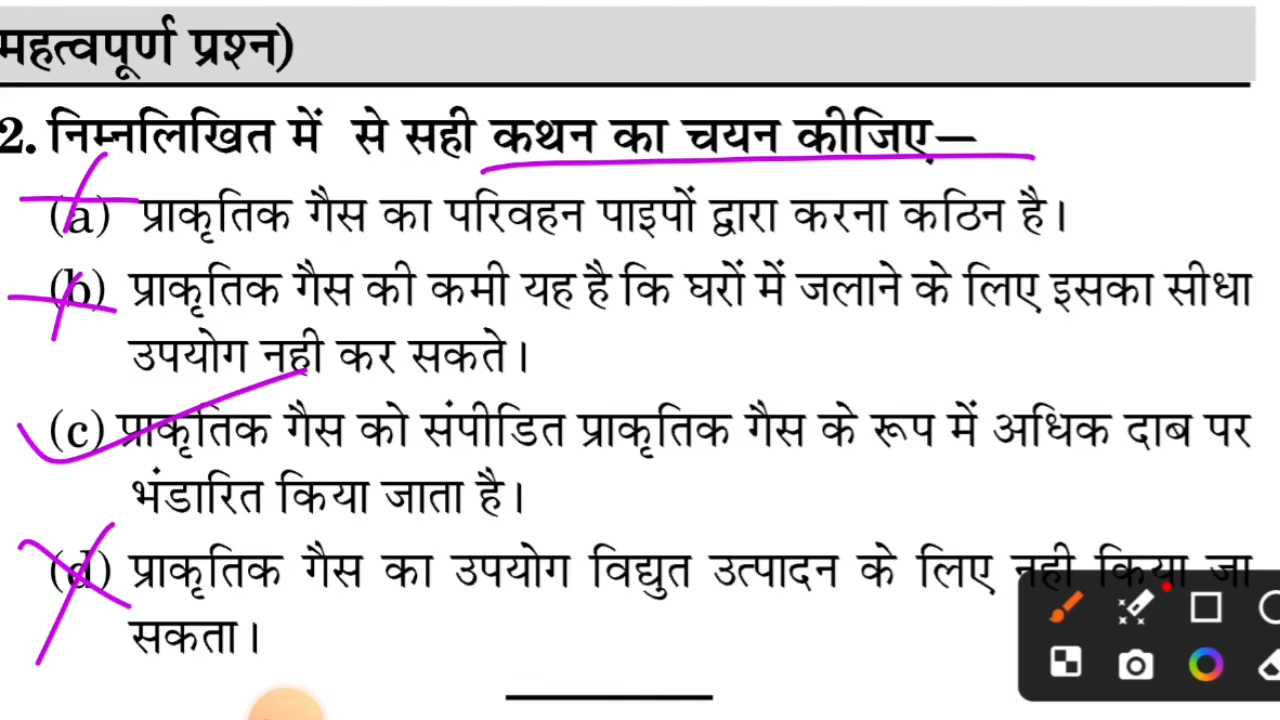 महत्वपूर्ण प्रश्न)
2. निम्नलिखित में से सही कथन का चयन कीजिए—
(a) प्राकृतिक गैस का परिवहन पाइपों द्वारा करना कठिन है।
(b) प्राकृतिक गैस की कमी यह है कि घरों में जलाने के लिए इसका सीधा
उपयोग नही कर सकते।
(c) प्राकृतिक गैस को संपीडित प्राकृतिक गैस के रूप में अधिक दाब पर
भंडारित किया जाता है।
(d) प्राकृतिक गैस का उपयोग विद्युत उत्पादन के लिए नही किया जा
सकता।